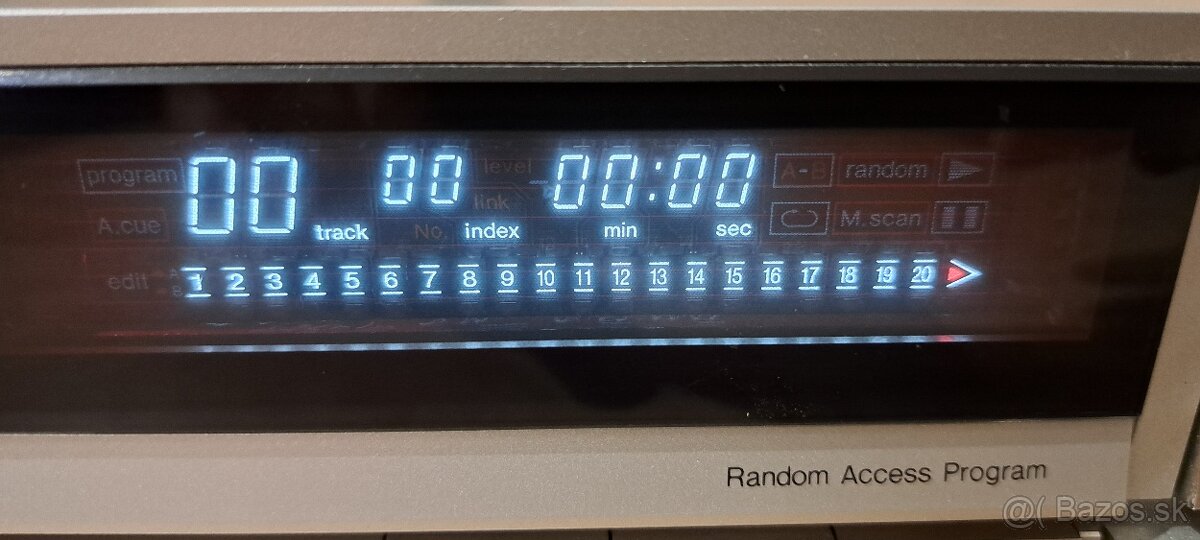 program 00 00 level 00:00 A-B random
A.cue track No. index link min sec M.scan
edit A B 1 2 3 4 5 6 7 8 9 10 11 12 13 14 15 16 17 18 19 20
Random Access Program
@( Bazos.sk